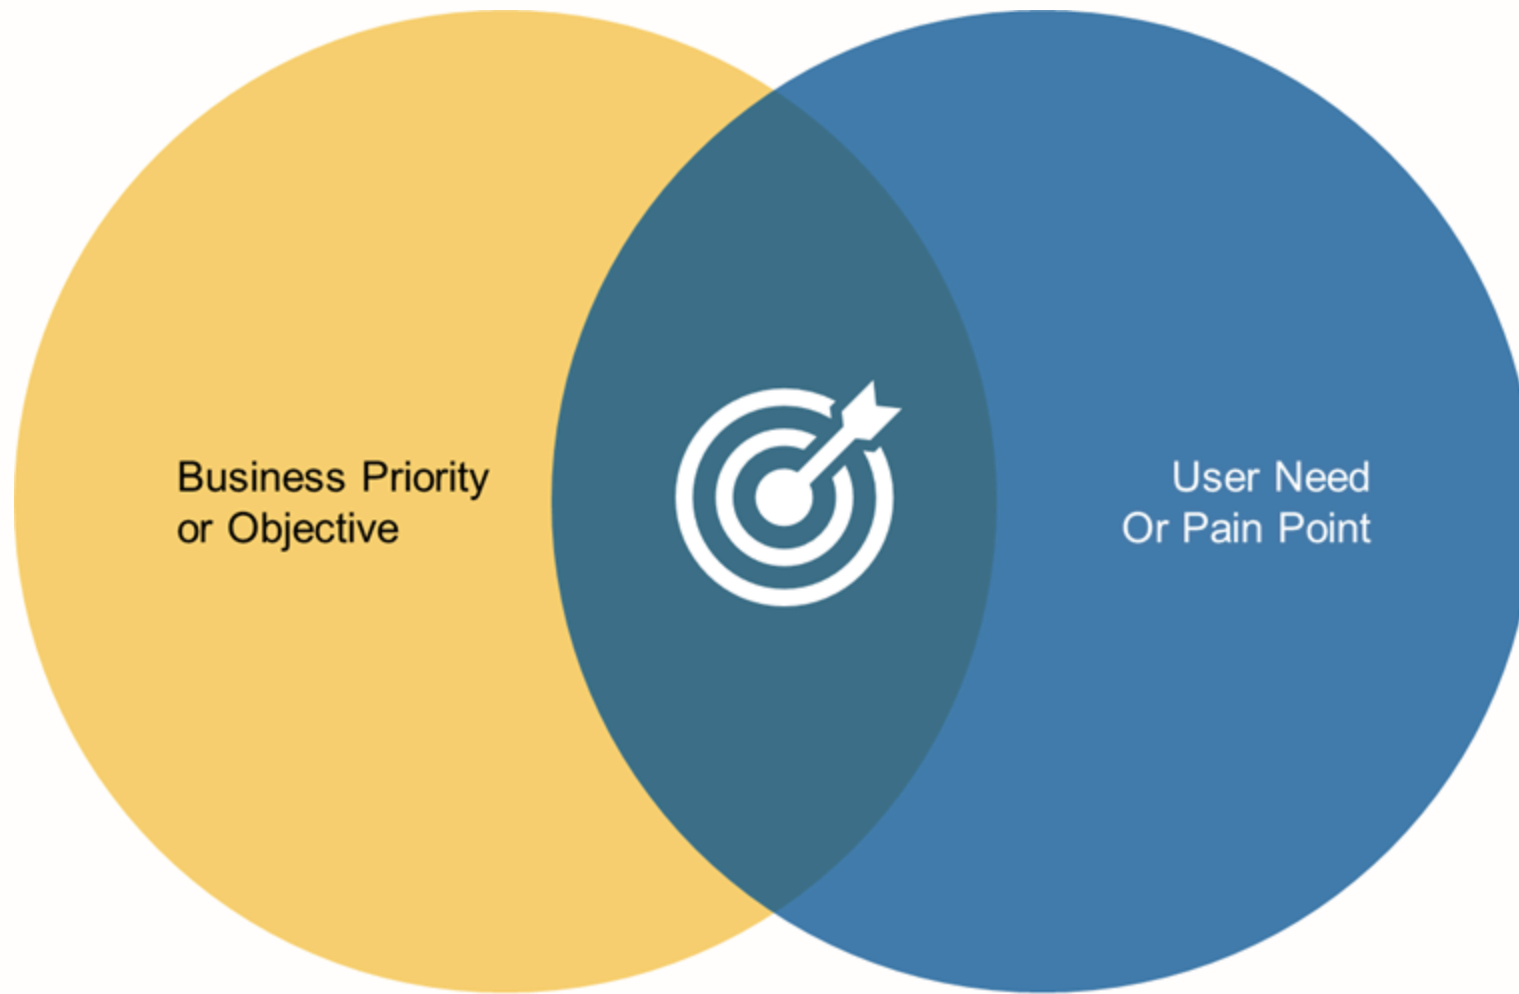 Business Priority
or Objective
User Need
Or Pain Point